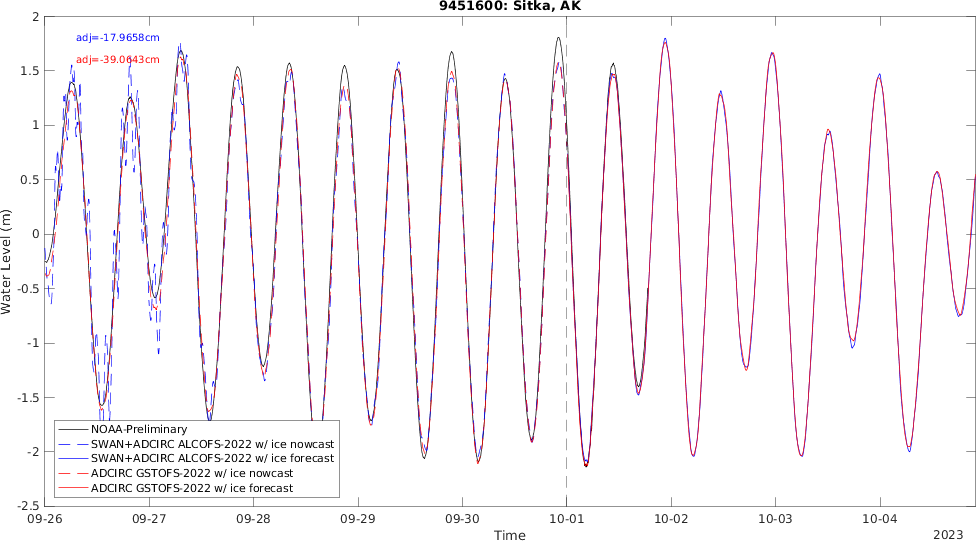 9451600: Sitka, AK
adj=-17.9658cm
adj=-39.0643cm
2
1.5
1
0.5
0
-0.5
-1
-1.5
-2
-2.5
Water Level (m)
NOAA-Preliminary
SWAN+ADCIRC ALCOFS-2022 w/ ice nowcast
SWAN+ADCIRC ALCOFS-2022 w/ ice forecast
ADCIRC GSTOFS-2022 w/ ice nowcast
ADCIRC GSTOFS-2022 w/ ice forecast
09-26 09-27 09-28 09-29 09-30 10-01 10-02 10-03 10-04
Time
2023